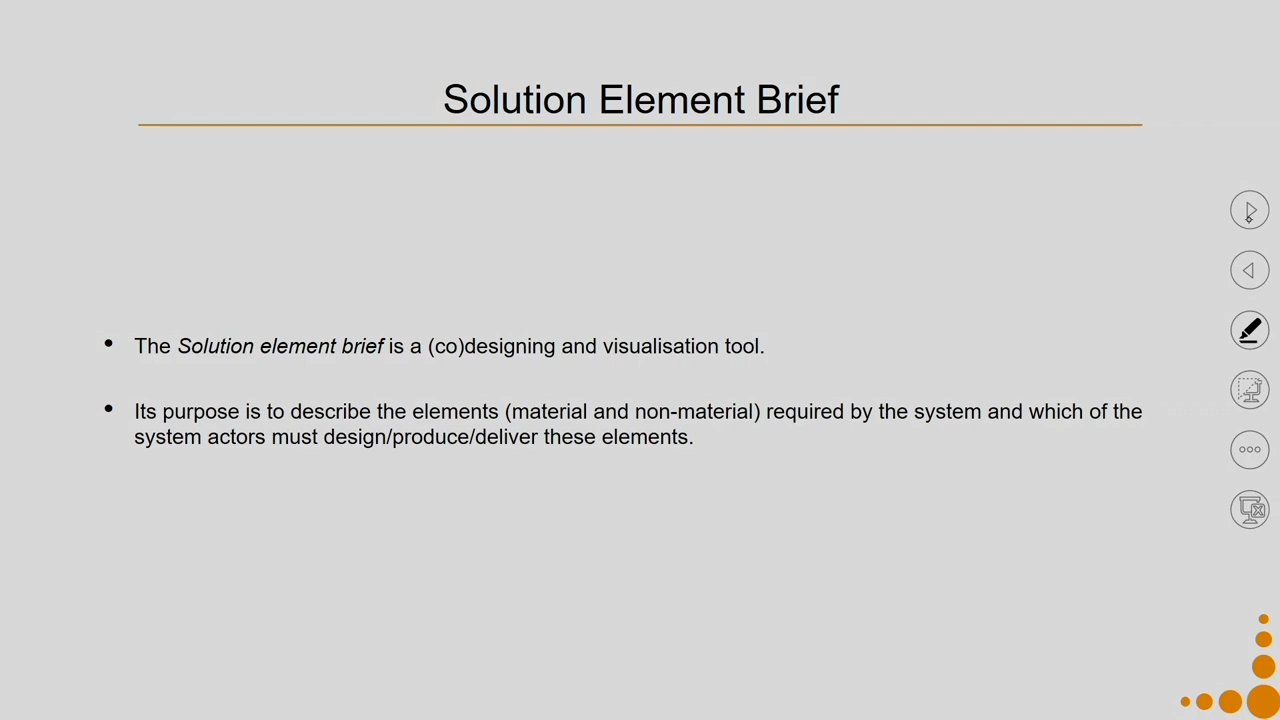 Solution Element Brief
• The Solution element brief is a (co)designing and visualisation tool.
• Its purpose is to describe the elements (material and non-material) required by the system and which of the
system actors must design/produce/deliver these elements.